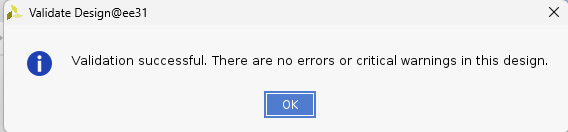 Validate Design@ee31
Validation successful. There are no errors or critical warnings in this design.
OK